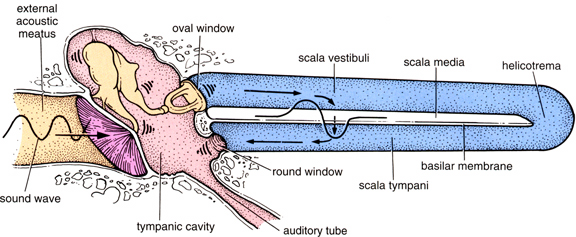 external
acoustic
meatus
oval window
scala vestibuli
scala media
helicotrema
basilar membrane
round window
scala tympani
sound wave
tympanic cavity
auditory tube